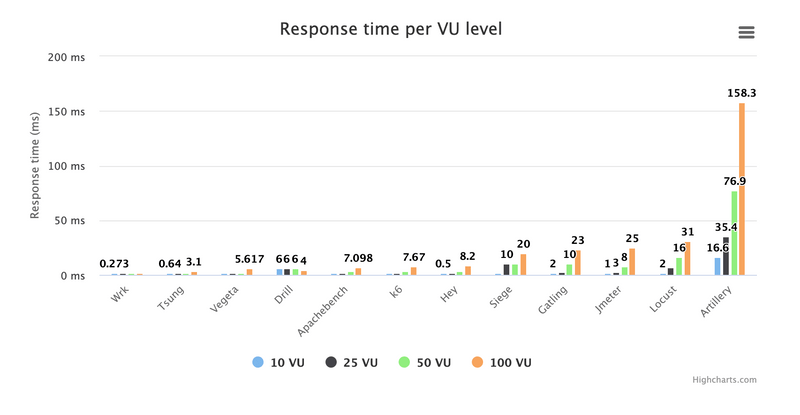 Response time per VU level
Response time (ms)
200 ms
150 ms
100 ms
50 ms
0 ms
0.273
0.64 3.1
5.617
6 6 6 4
7.098
7.67
0.5 8.2
10 20
2 10 23
1 3 8 25
2 16 31
16.6 35.4 76.9 158.3
Wrk
Tsung
Vegeta
Drill
Apachebench
k6
Hey
Siege
Gatling
Jmeter
Locust
Artillery
10 VU 25 VU 50 VU 100 VU
Highcharts.com